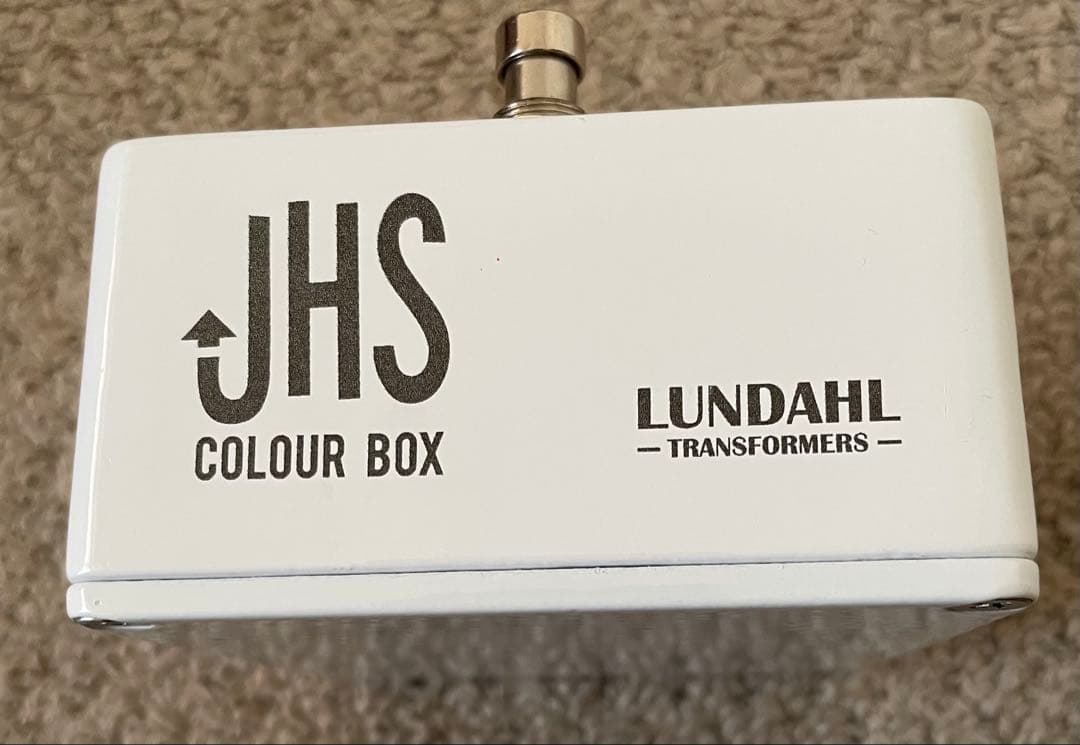 JHS
COLOUR BOX
LUNDAHL
– TRANSFORMERS –